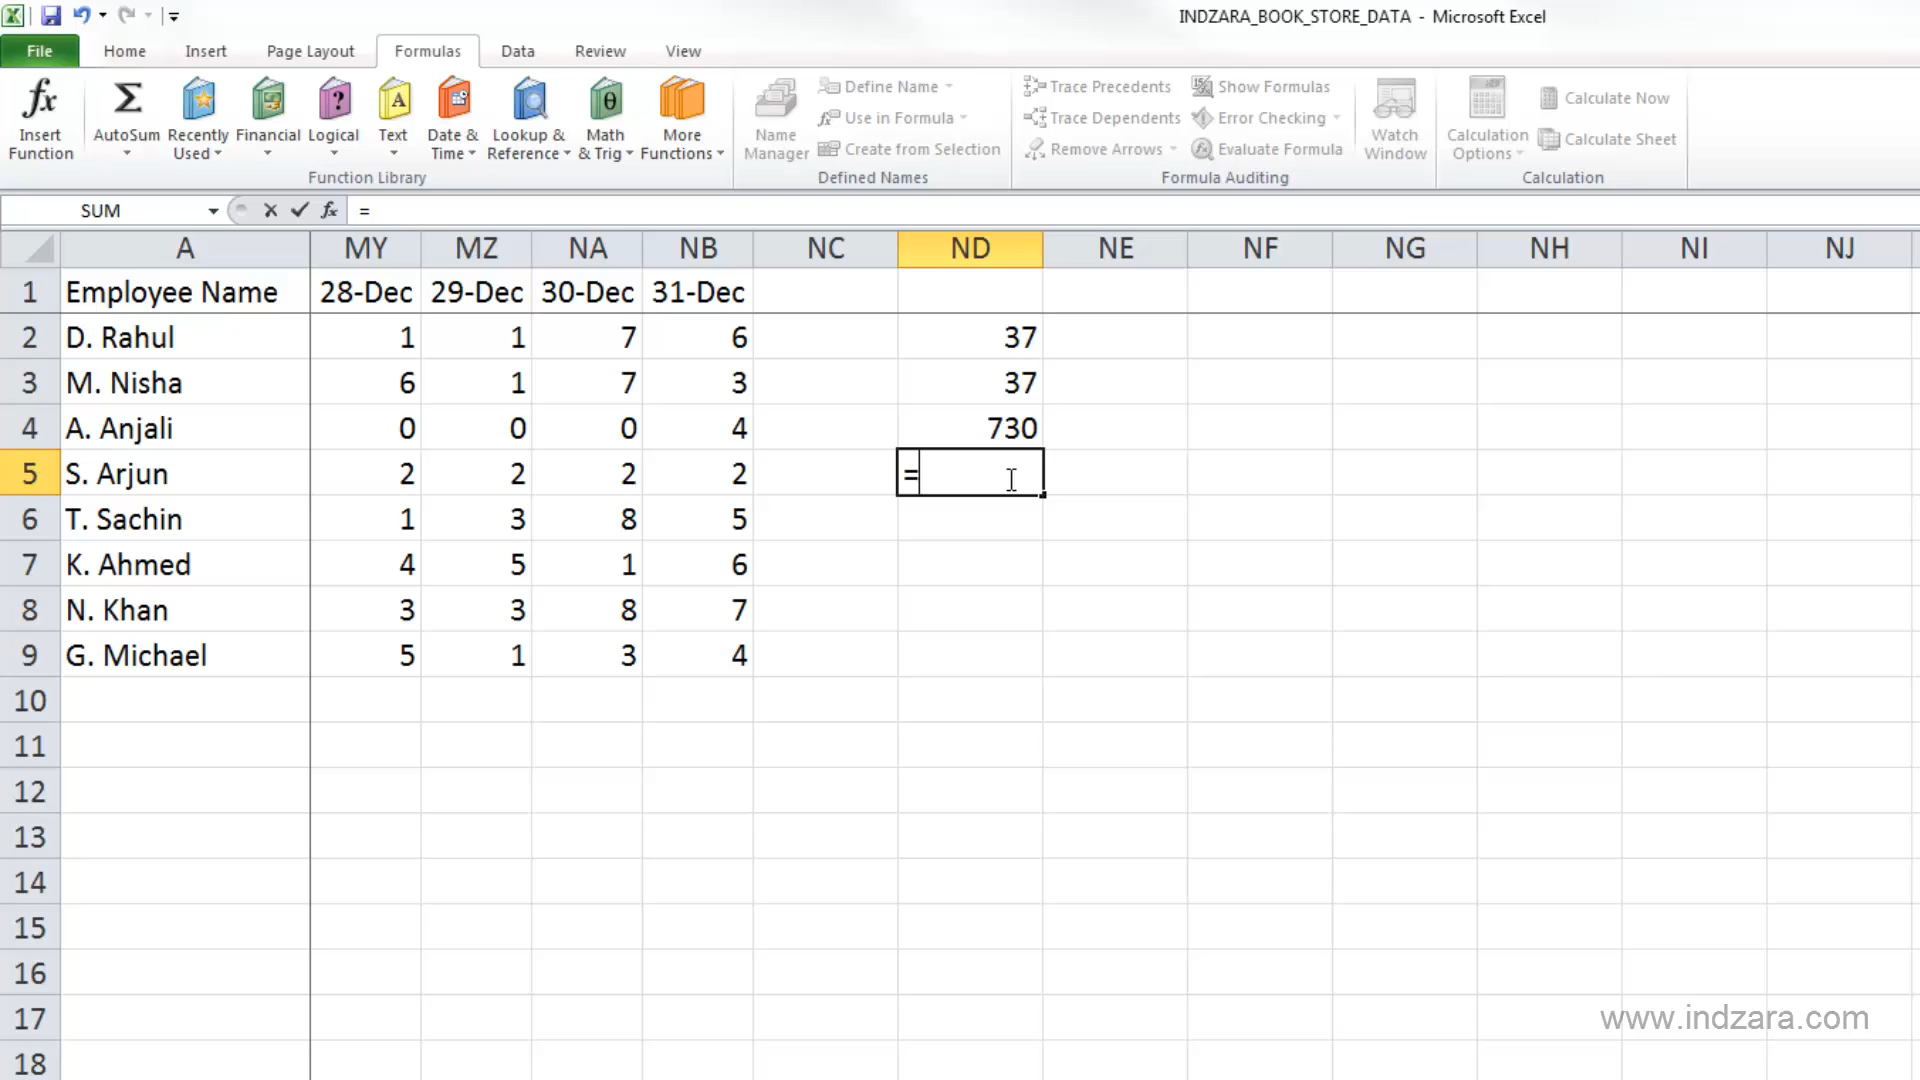 INDZARA_BOOK_STORE_DATA - Microsoft Excel
File Home Insert Page Layout Formulas Data Review View
Insert Function
AutoSum
Recently Used
Financial
Logical
Text
Date & Time
Lookup & Reference
Math & Trig
More Functions
Function Library
Name Manager
Define Name
Use in Formula
Create from Selection
Defined Names
Trace Precedents
Trace Dependents
Remove Arrows
Show Formulas
Error Checking
Evaluate Formula
Formula Auditing
Watch Window
Calculation Options
Calculate Now
Calculate Sheet
Calculation
SUM fx =
A MY MZ NA NB NC ND NE NF NG NH NI NJ
1 Employee Name 28-Dec 29-Dec 30-Dec 31-Dec
2 D. Rahul 1 1 7 6 37
3 M. Nisha 6 1 7 3 37
4 A. Anjali 0 0 0 4 730
5 S. Arjun 2 2 2 2 =
6 T. Sachin 1 3 8 5
7 K. Ahmed 4 5 1 6
8 N. Khan 3 3 8 7
9 G. Michael 5 1 3 4
10
11
12
13
14
15
16
17
18
www.indzara.com